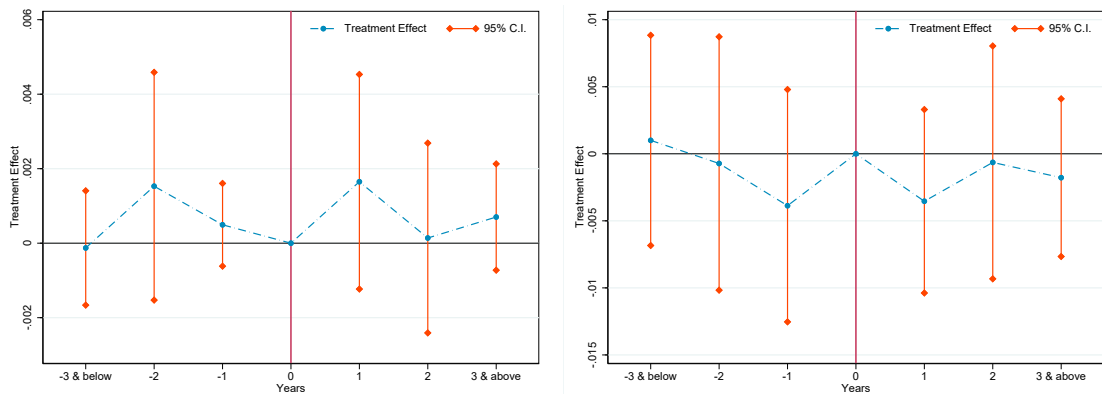 Treatment Effect
95% C.I.
Treatment Effect
.006
.004
.002
0
-.002
-3 & below
-2
-1
0
1
2
3 & above
Years
Treatment Effect
95% C.I.
Treatment Effect
.01
.005
0
-.005
-.01
-.015
-3 & below
-2
-1
0
1
2
3 & above
Years